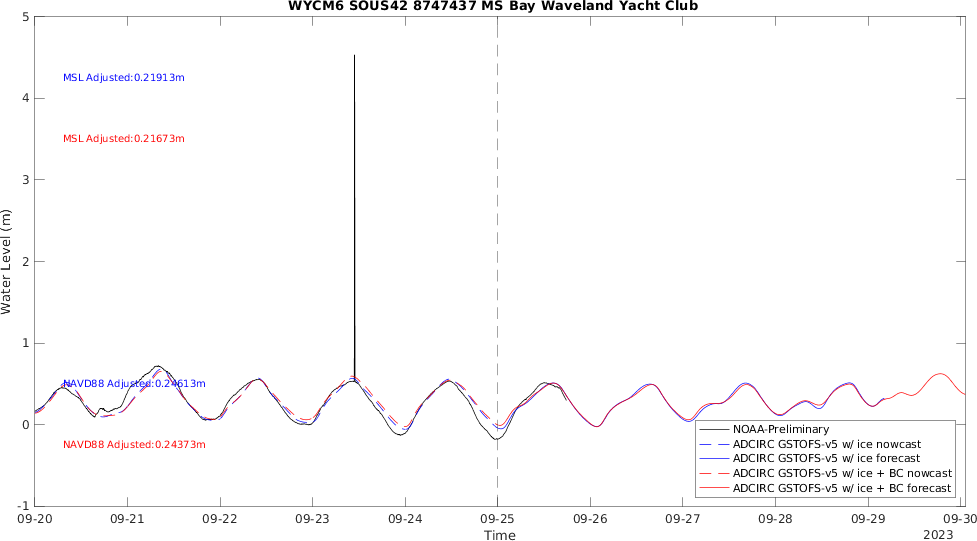 WYCM6 SOUS42 8747437 MS Bay Waveland Yacht Club
5
4
3
2
1
0
-1
Water Level (m)
MSL Adjusted:0.21913m
MSL Adjusted:0.21673m
NAVD88 Adjusted:0.24613m
NAVD88 Adjusted:0.24373m
NOAA-Preliminary
ADCIRC GSTOFS-v5 w/ ice nowcast
ADCIRC GSTOFS-v5 w/ ice forecast
ADCIRC GSTOFS-v5 w/ ice + BC nowcast
ADCIRC GSTOFS-v5 w/ ice + BC forecast
09-20 09-21 09-22 09-23 09-24 09-25 09-26 09-27 09-28 09-29 09-30
Time
2023